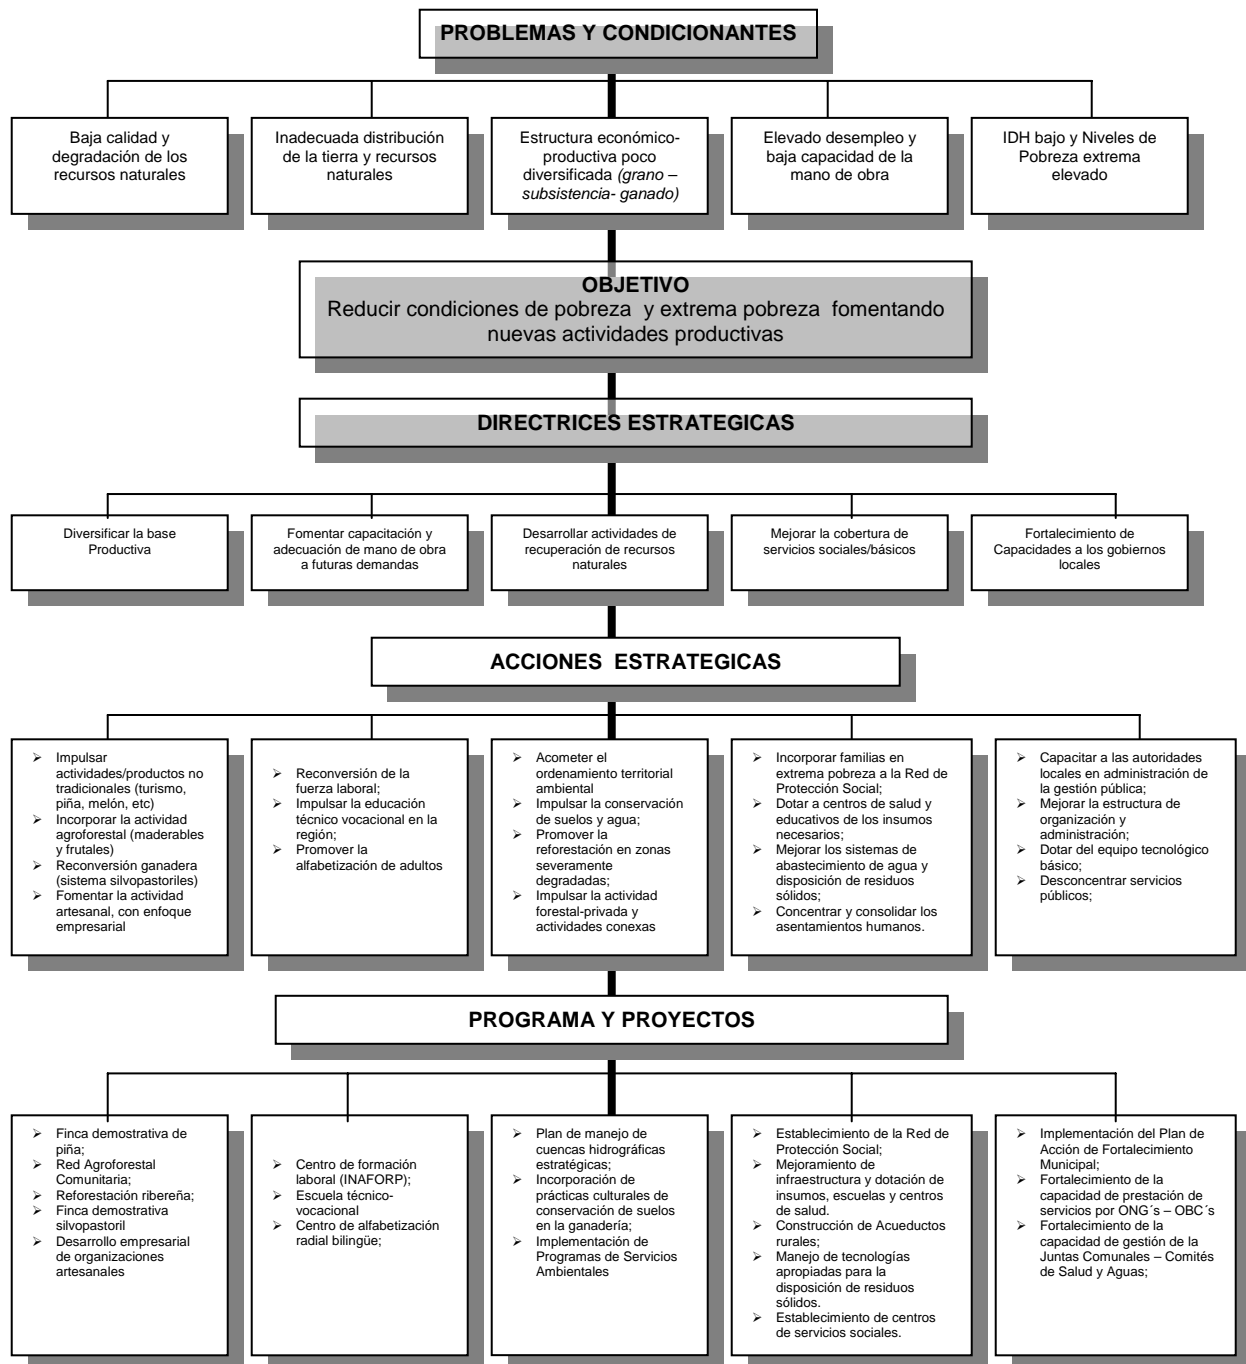 PROBLEMAS Y CONDICIONANTES
Baja calidad y
degradación de los
recursos naturales
Inadecuada distribución
de la tierra y recursos
naturales
Estructura económico-
productiva poco
diversificada (grano –
subsistencia- ganado)
Elevado desempleo y
baja capacidad de la
mano de obra
IDH bajo y Niveles de
Pobreza extrema
elevado
OBJETIVO
Reducir condiciones de pobreza y extrema pobreza fomentando
nuevas actividades productivas
DIRECTRICES ESTRATEGICAS
Diversificar la base
Productiva
Fomentar capacitación y
adecuación de mano de obra
a futuras demandas
Desarrollar actividades de
recuperación de recursos
naturales
Mejorar la cobertura de
servicios sociales/básicos
Fortalecimiento de
Capacidades a los gobiernos
locales
ACCIONES ESTRATEGICAS
➢ Impulsar
actividades/productos no
tradicionales (turismo,
piña, melón, etc)
➢ Incorporar la actividad
agroforestal (maderables
y frutales)
➢ Reconversión ganadera
(sistema silvopastoriles)
➢ Fomentar la actividad
artesanal, con enfoque
empresarial
➢ Reconversión de la
fuerza laboral;
➢ Impulsar la educación
técnico vocacional en la
región;
➢ Promover la
alfabetización de adultos
➢ Acometer el
ordenamiento territorial
ambiental
➢ Impulsar la conservación
de suelos y agua;
➢ Promover la
reforestación en zonas
severamente
degradadas;
➢ Impulsar la actividad
forestal-privada y
actividades conexas
➢ Incorporar familias en
extrema pobreza a la Red de
Protección Social;
➢ Dotar a centros de salud y
educativos de los insumos
necesarios;
➢ Mejorar los sistemas de
abastecimiento de agua y
disposición de residuos
sólidos;
➢ Concentrar y consolidar los
asentamientos humanos.
➢ Capacitar a las autoridades
locales en administración de
la gestión pública;
➢ Mejorar la estructura de
organización y
administración;
➢ Dotar del equipo tecnológico
básico;
➢ Desconcentrar servicios
públicos;
PROGRAMA Y PROYECTOS
➢ Finca demostrativa de
piña;
➢ Red Agroforestal
Comunitaria;
➢ Reforestación ribereña;
➢ Finca demostrativa
silvopastoril
➢ Desarrollo empresarial
de organizaciones
artesanales
➢ Centro de formación
laboral (INAFORP);
➢ Escuela técnico-
vocacional
➢ Centro de alfabetización
radial bilingüe;
➢ Plan de manejo de
cuencas hidrográficas
estratégicas;
➢ Incorporación de
prácticas culturales de
conservación de suelos
en la ganadería;
➢ Implementación de
Programas de Servicios
Ambientales
➢ Establecimiento de la Red de
Protección Social;
➢ Mejoramiento de
infraestructura y dotación de
insumos, escuelas y centros
de salud.
➢ Construcción de Acueductos
rurales;
➢ Manejo de tecnologías
apropiadas para la
disposición de residuos
sólidos.
➢ Establecimiento de centros
de servicios sociales.
➢ Implementación del Plan de
Acción de Fortalecimiento
Municipal;
➢ Fortalecimiento de la
capacidad de prestación de
servicios por ONG´s – OBC´s
➢ Fortalecimiento de la
capacidad de gestión de la
Juntas Comunales – Comités
de Salud y Aguas;